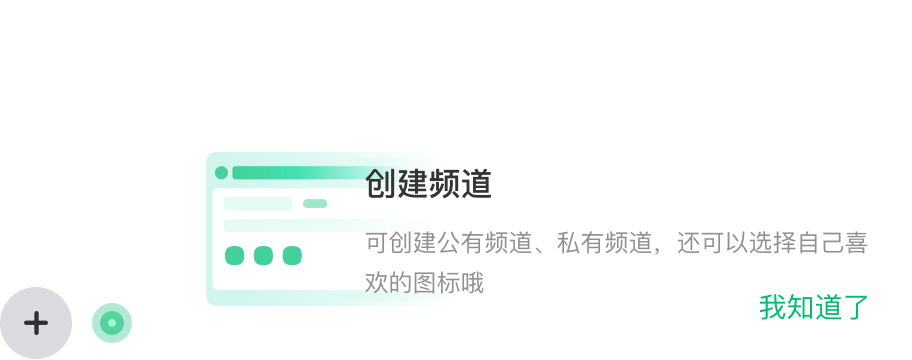 创建频道
可创建公有频道、私有频道，还可以选择自己喜
欢的图标哦
我知道了